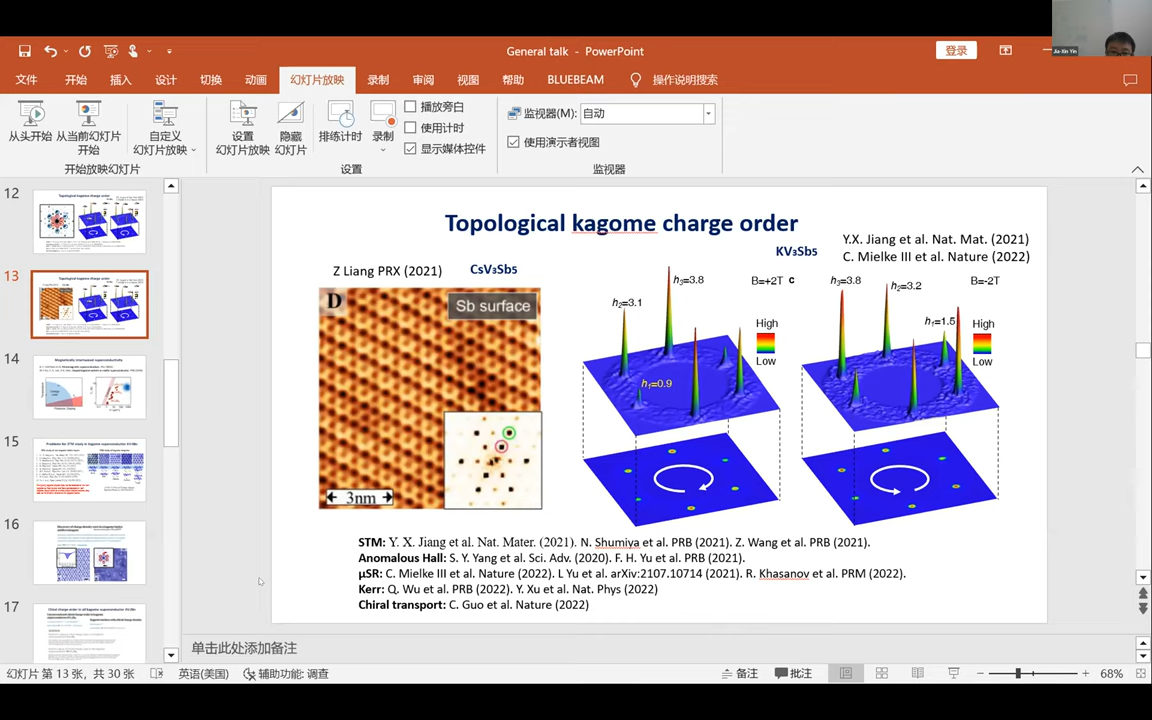 General talk - PowerPoint
登录
Jia-Xin Yin
文件 开始 插入 设计 切换 动画 幻灯片放映 录制 审阅 视图 帮助 BLUEBEAM 操作说明搜索
从头开始 从当前幻灯片开始 自定义幻灯片放映
开始放映幻灯片
设置幻灯片放映 隐藏幻灯片 排练计时 录制
播放旁白
使用计时
显示媒体控件
设置
监视器(M): 自动
使用演示者视图
监视器
12
Topological kagome charge order
13
14
Magnetically intertwined superconductivity
15
16
17
Topological kagome charge order
Y.X. Jiang et al. Nat. Mat. (2021)
C. Mielke III et al. Nature (2022)
KV3Sb5
Z Liang PRX (2021)
CsV3Sb5
D
Sb surface
3nm
h3=3.8
h2=3.1
h1=0.9
B=+2T
High
Low
c
h3=3.8
h2=3.2
h1=1.5
B=-2T
High
Low
STM: Y. X. Jiang et al. Nat. Mater. (2021). N. Shumiya et al. PRB (2021). Z. Wang et al. PRB (2021).
Anomalous Hall: S. Y. Yang et al. Sci. Adv. (2020). F. H. Yu et al. PRB (2021).
μSR: C. Mielke III et al. Nature (2022). L Yu et al. arXiv:2107.10714 (2021). R. Khasanov et al. PRM (2022).
Kerr: Q. Wu et al. PRB (2022). Y. Xu et al. Nat. Phys (2022)
Chiral transport: C. Guo et al. Nature (2022)
单击此处添加备注
幻灯片 第 13 张，共 30 张 英语(美国) 辅助功能: 调查 备注 批注 68%